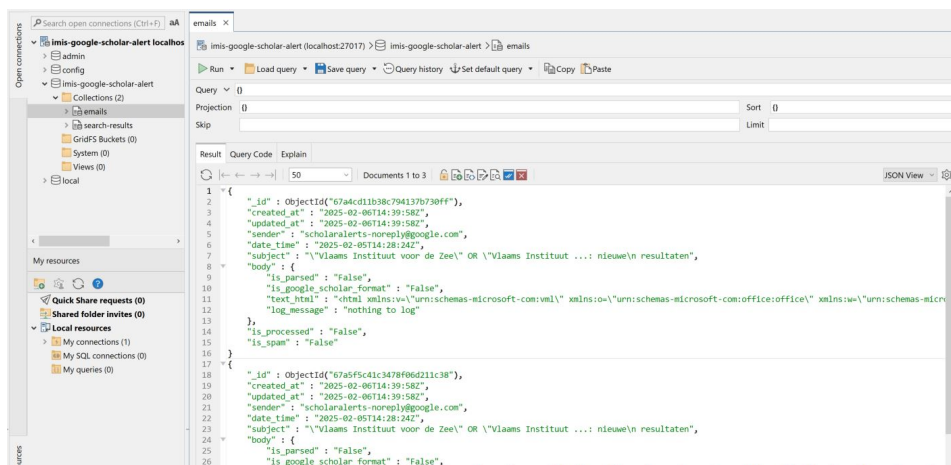 Open connections
Search open connections (Ctrl+F) aA
imis-google-scholar-alert localhos
admin
config
imis-google-scholar-alert
Collections (2)
emails
search-results
GridFS Buckets (0)
System (0)
Views (0)
local
My resources
Quick Share requests (0)
Shared folder invites (0)
Local resources
My connections (1)
My SQL connections (0)
My queries (0)
emails
imis-google-scholar-alert (localhost:27017) > imis-google-scholar-alert > emails
Run Load query Save query Query history Set default query Copy Paste
Query {}
Projection {} Sort {}
Skip Limit
Result Query Code Explain
50 Documents 1 to 3 JSON View
1 {
2 "_id" : ObjectId("67a4cd11b38c794137b730ff"),
3 "created_at" : "2025-02-06T14:39:58Z",
4 "updated_at" : "2025-02-06T14:39:58Z",
5 "sender" : "scholaralerts-noreply@google.com",
6 "date_time" : "2025-02-05T14:28:24Z",
7 "subject" : "\"Vlaams Instituut voor de Zee\" OR \"Vlaams Instituut ...: nieuwe\n resultaten",
8 "body" : {
9 "is_parsed" : "False",
10 "is_google_scholar_format" : "False",
11 "text_html" : "<html xmlns:v=\"urn:schemas-microsoft-com:vml\" xmlns:o=\"urn:schemas-microsoft-com:office:office\" xmlns:w=\"urn:schemas-micro
12 "log_message" : "nothing to log"
13 },
14 "is_processed" : "False",
15 "is_spam" : "False"
16 }
17 {
18 "_id" : ObjectId("67a5f5c41c3478f06d211c38"),
19 "created_at" : "2025-02-06T14:39:58Z",
20 "updated_at" : "2025-02-06T14:39:58Z",
21 "sender" : "scholaralerts-noreply@google.com",
22 "date_time" : "2025-02-05T14:28:24Z",
23 "subject" : "\"Vlaams Instituut voor de Zee\" OR \"Vlaams Instituut ...: nieuwe\n resultaten",
24 "body" : {
25 "is_parsed" : "False",
26 "is_google_scholar_format" : "False",